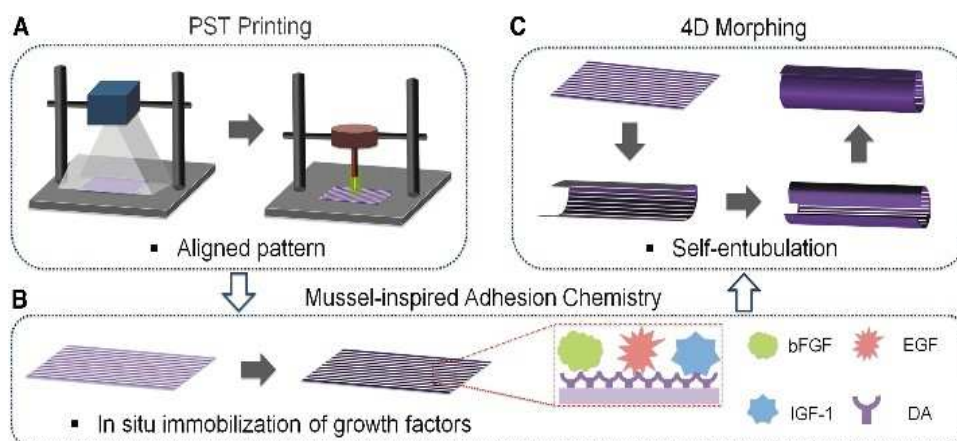 A
PST Printing
▪ Aligned pattern
C
4D Morphing
▪ Self-entubulation
B
Mussel-inspired Adhesion Chemistry
bFGF
EGF
IGF-1
DA
▪ In situ immobilization of growth factors